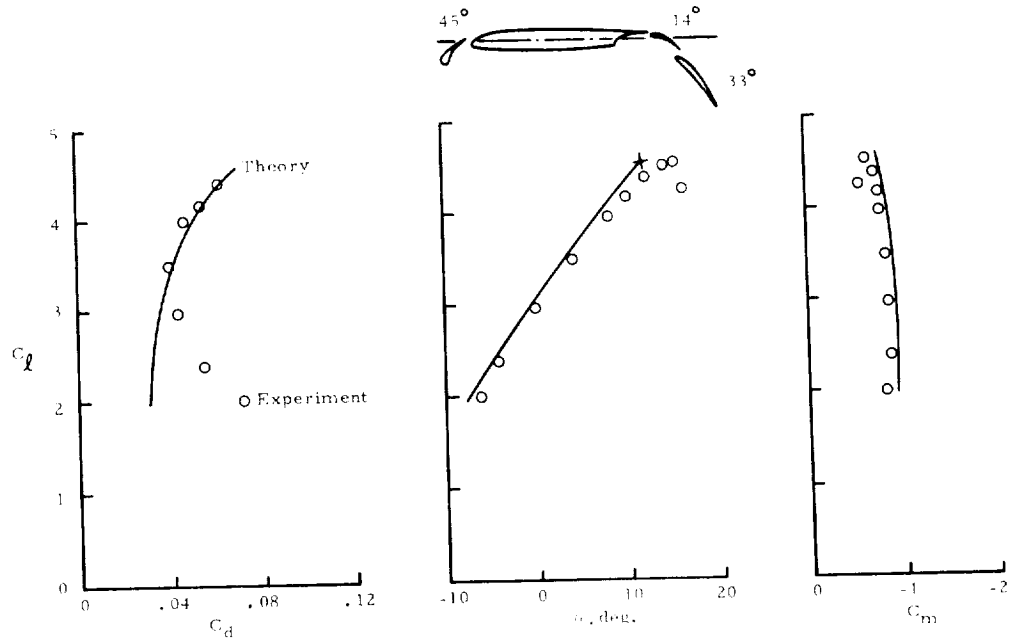 45°
14°
33°
5
4
3
2
1
0
C_l
Theory
Experiment
0 .04 .08 .12
C_d
-10 0 10 20
α, deg.
0 -1 -2
C_m